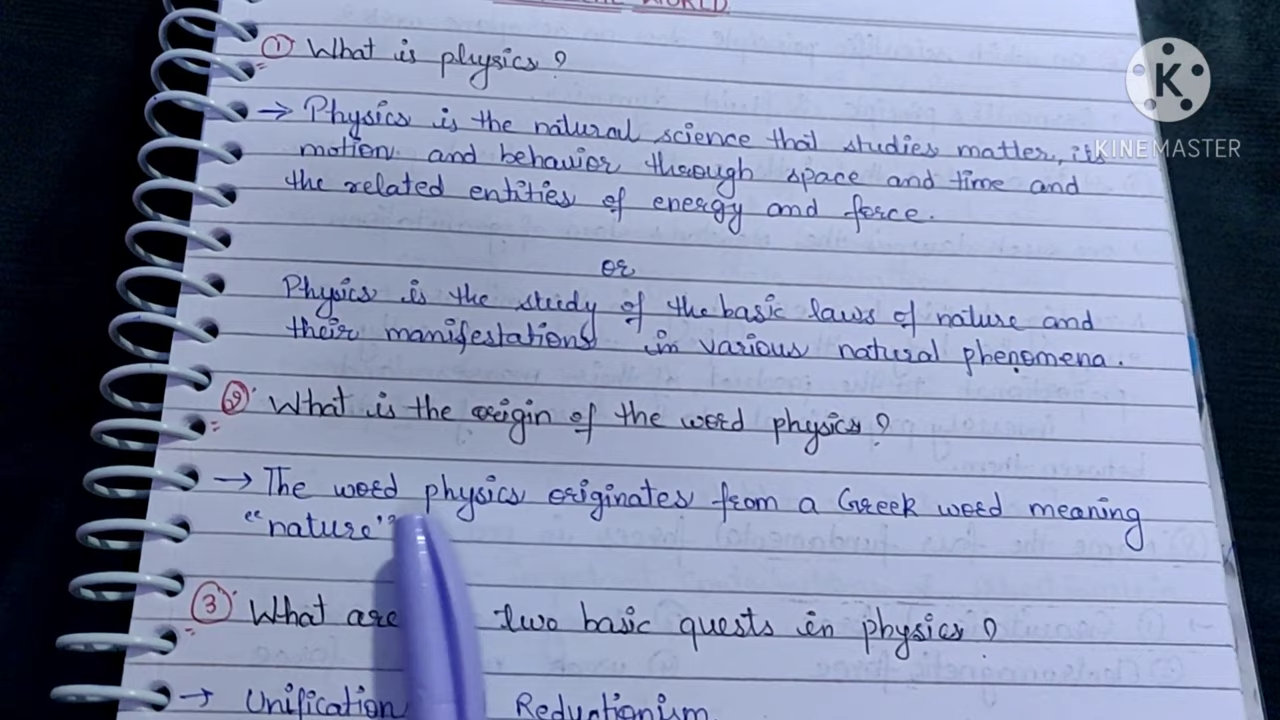 WORLD
① What is physics?
→ Physics is the natural science that studies matter, its
motion and behavior through space and time and
the related entities of energy and force.
or
Physics is the study of the basic laws of nature and
their manifestations in various natural phenomena.
② What is the origin of the word physics?
→ The word physics originates from a Greek word meaning
"nature"
③ What are two basic quests in physics?
→ Unification Reductionism.
K
KINEMASTER